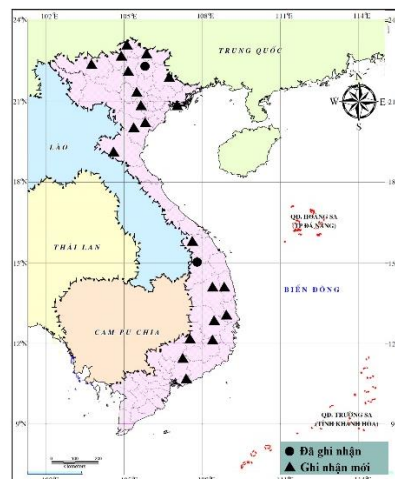 102°E 105°E 108°E 111°E 114°E
24°N
TRUNG QUỐC
N
W E
S
21°N
LÀO
18°N
QĐ. HOÀNG SA
(TP ĐÀ NẴNG)
THÁI LAN
15°N
BIỂN ĐÔNG
CAM PU CHIA
12°N
9°N
QĐ. TRƯỜNG SA
(TỈNH KHÁNH HÒA)
Đã ghi nhận
Ghi nhận mới